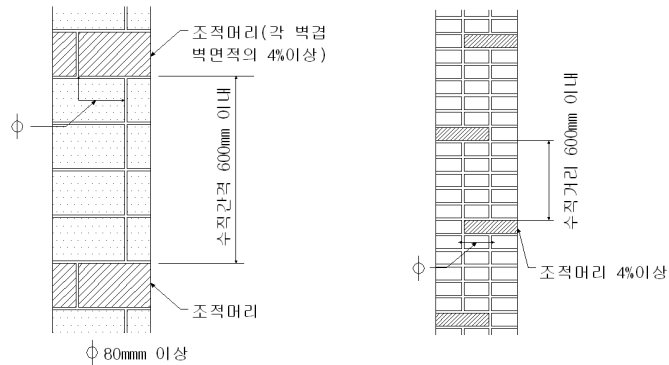 조적머리(각 벽겹
벽면적의 4%이상)
ϕ
수직간격 600mm 이내
조적머리
ϕ 80mmm 이상
수직거리 600mm 이내
ϕ
조적머리 4%이상